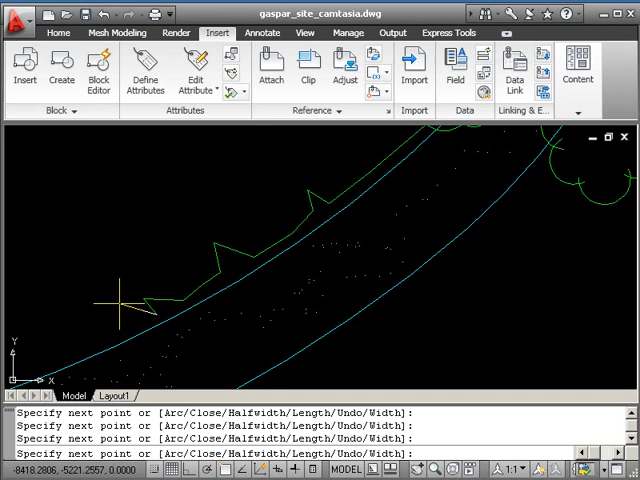 gaspar_site_camtasia.dwg
Home Mesh Modeling Render Insert Annotate View Manage Output Express Tools
Insert Create Block Editor Define Attributes Edit Attributes Attach Clip Adjust Import Field Data Link Content
Block Attributes Reference Import Data Linking & E...
Y
X
Model Layout1
Specify next point or [Arc/Close/Halfwidth/Length/Undo/Width]:
Specify next point or [Arc/Close/Halfwidth/Length/Undo/Width]:
Specify next point or [Arc/Close/Halfwidth/Length/Undo/Width]:
Specify next point or [Arc/Close/Halfwidth/Length/Undo/Width]:
-8418.2806, -5221.2557, 0.0000 MODEL 1:1